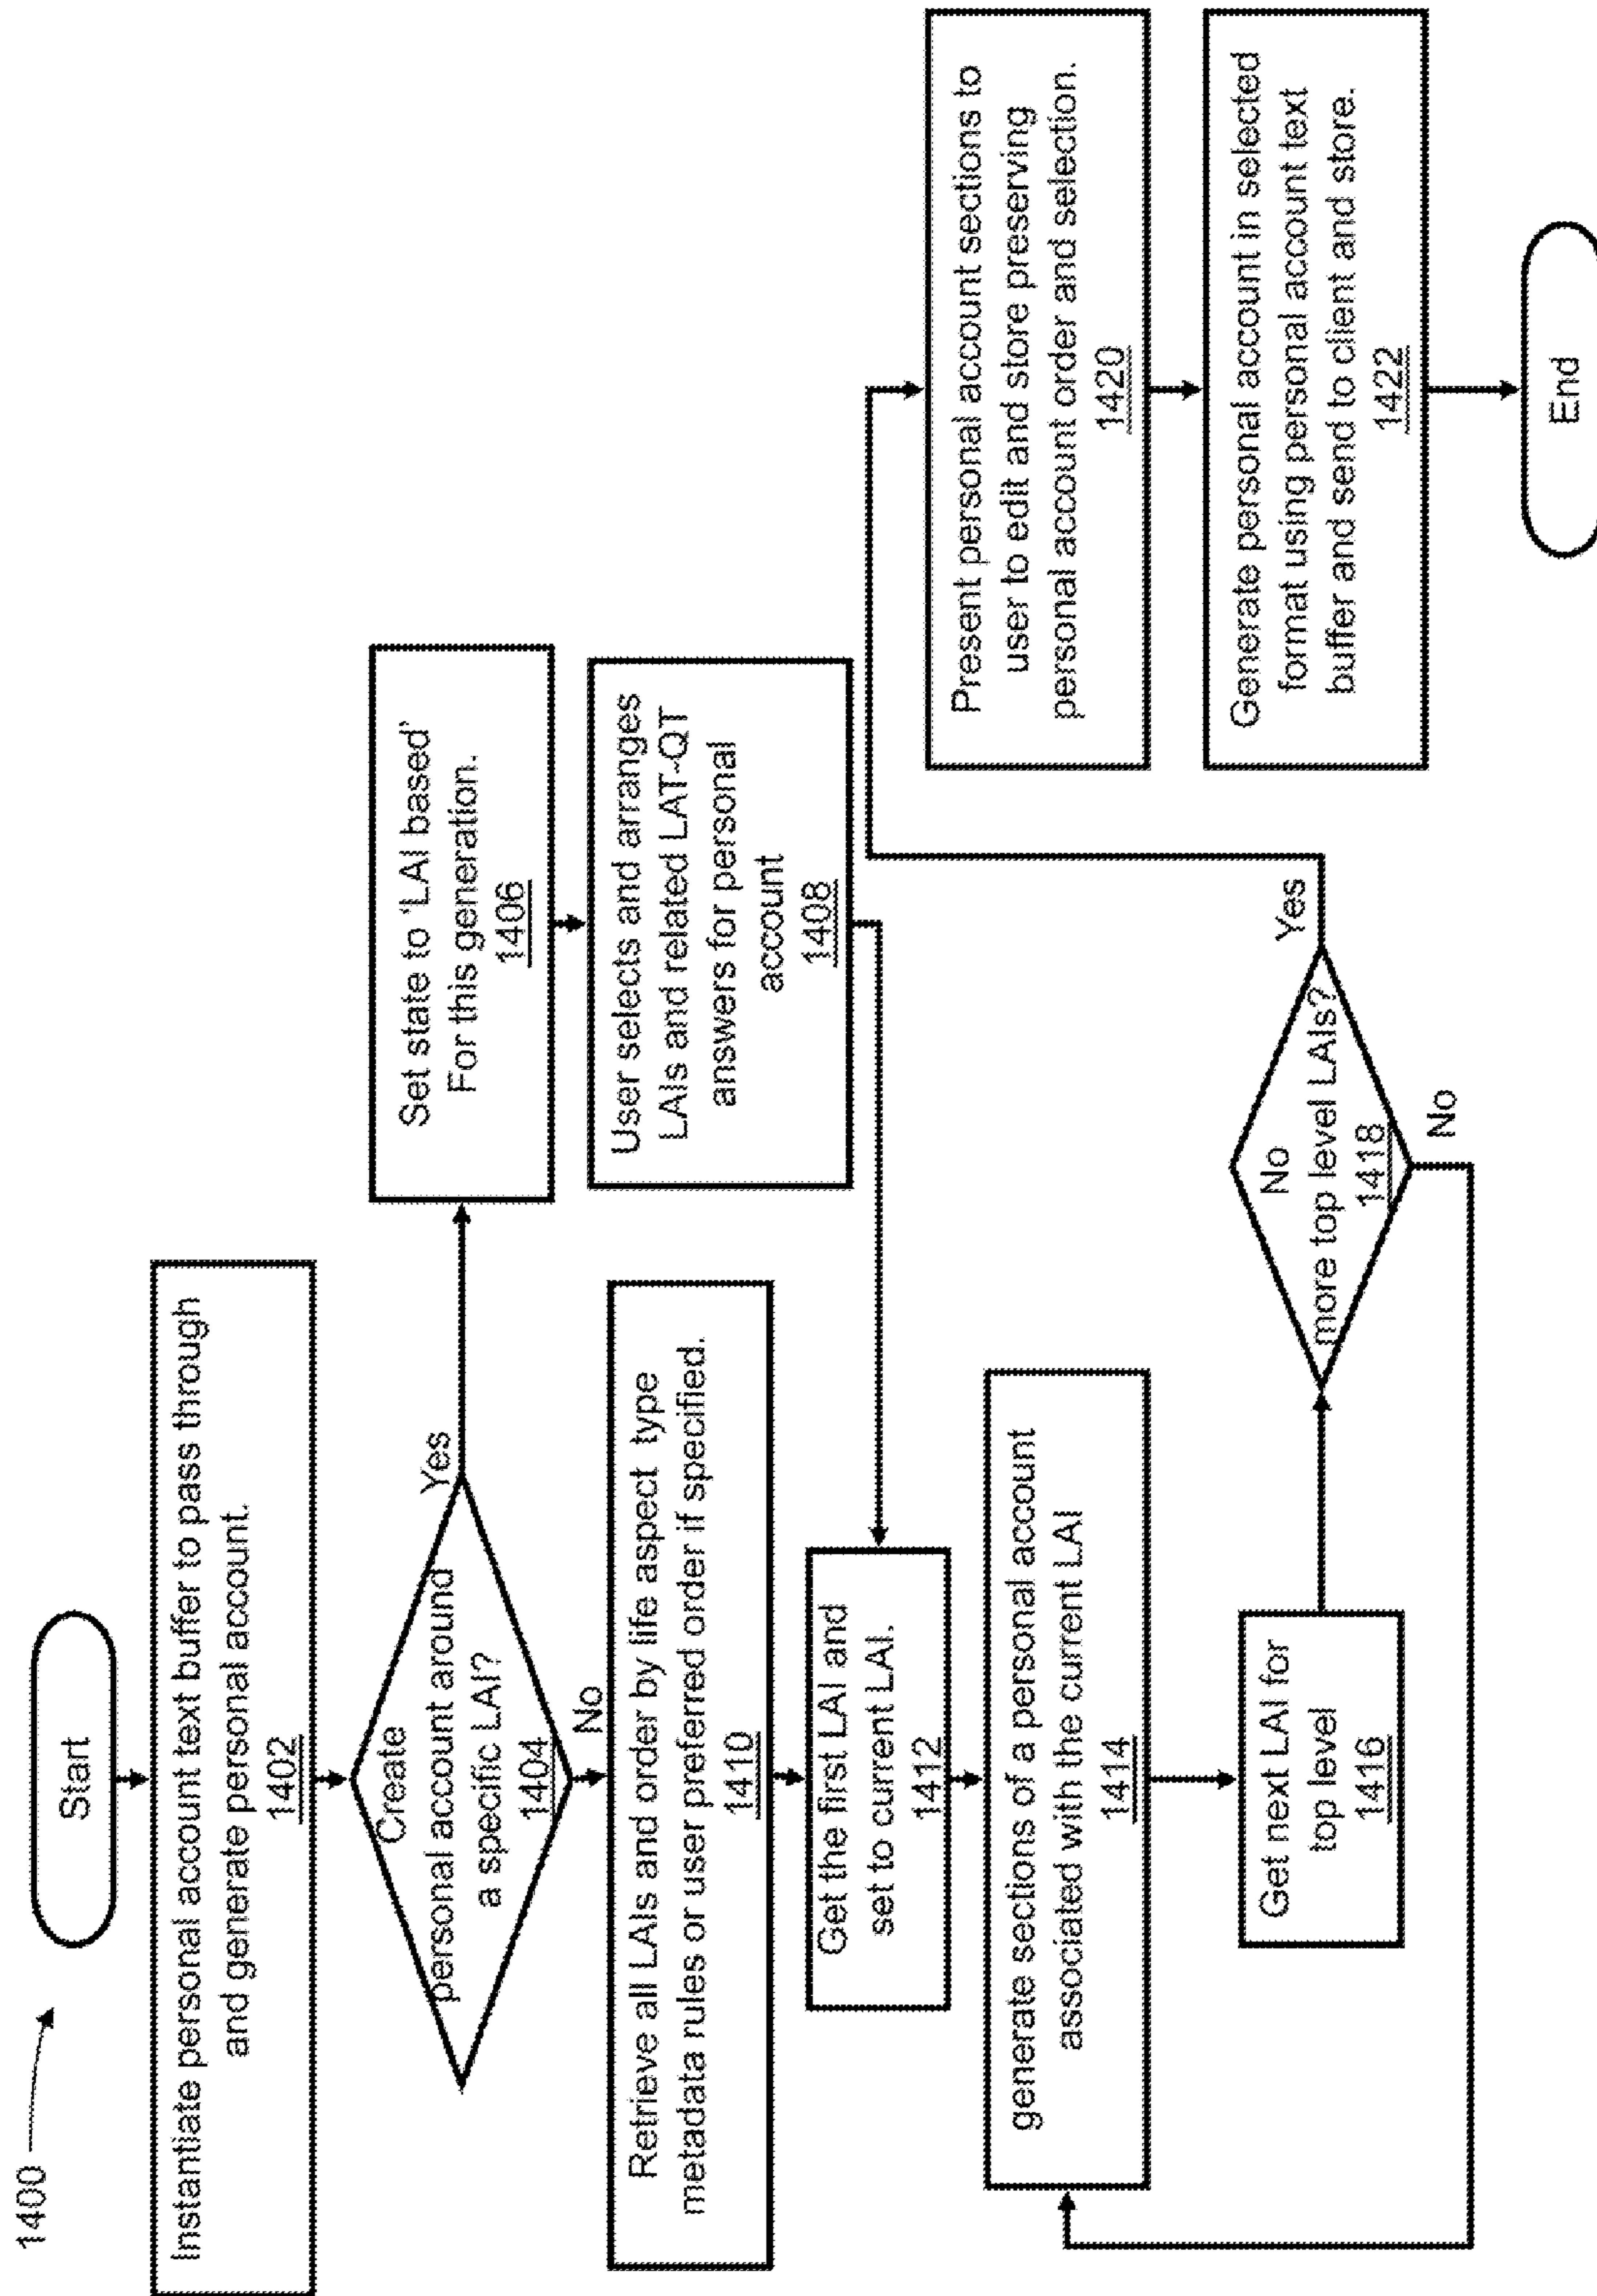 1400
Start
Instantiate personal account text buffer to pass through
and generate personal account.
1402
Create
personal account around
a specific LAI?
1404
Yes
No
Set state to 'LAI based'
For this generation.
1406
User selects and arranges
LAIs and related LAT-QT
answers for personal
account
1408
Retrieve all LAIs and order by life aspect type
metadata rules or user preferred order if specified.
1410
Get the first LAI and
set to current LAI.
1412
generate sections of a personal account
associated with the current LAI
1414
Get next LAI for
top level
1416
No
more top level LAIs?
1418
Yes
No
Present personal account sections to
user to edit and store preserving
personal account order and selection.
1420
Generate personal account in selected
format using personal account text
buffer and send to client and store.
1422
End